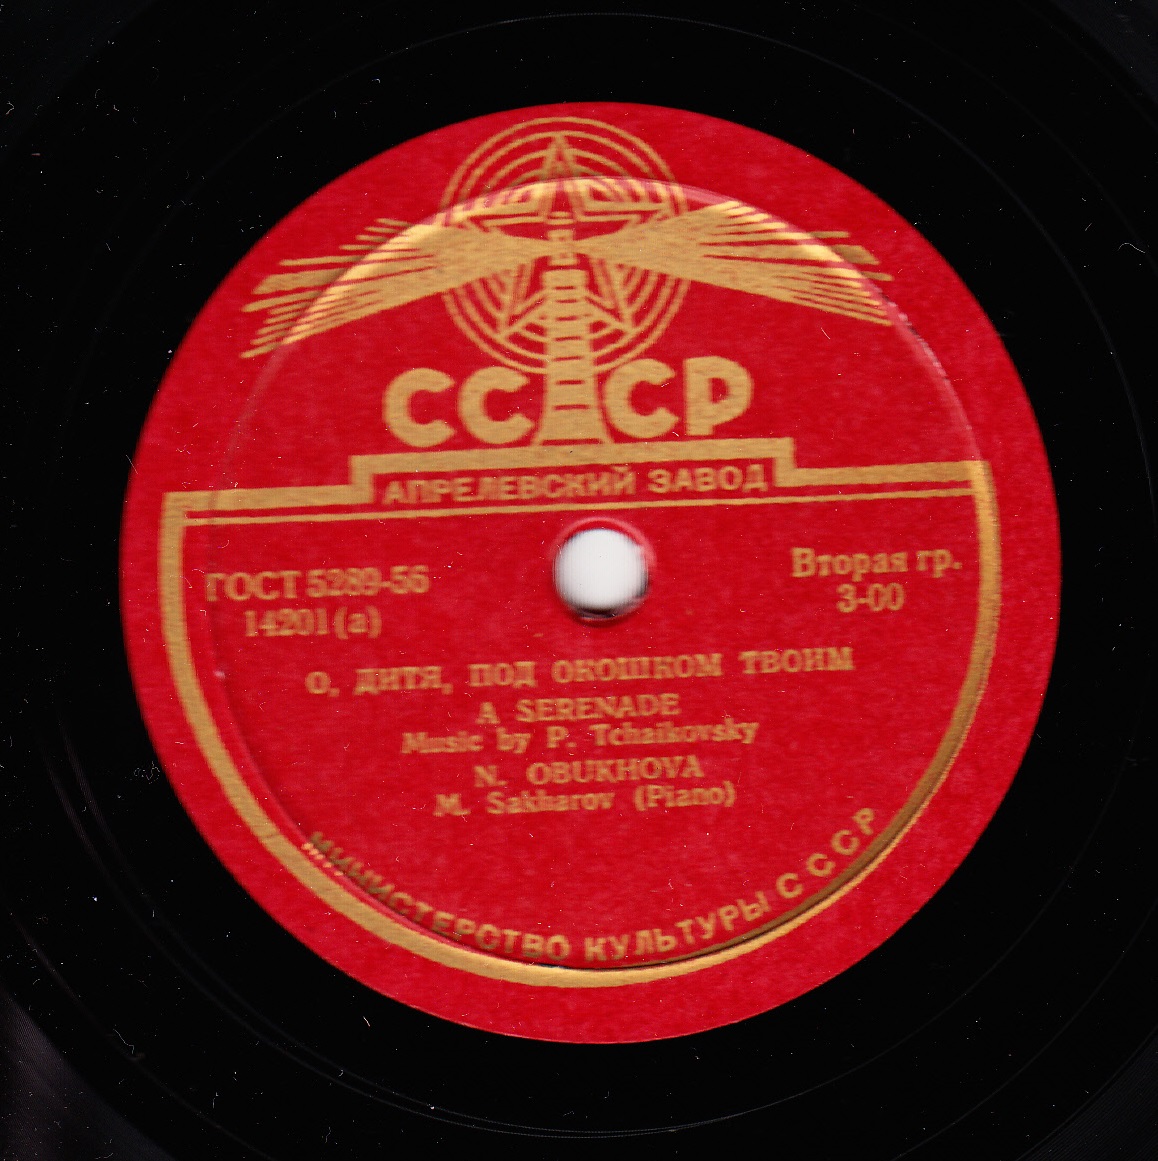 СССР
АПРЕЛЕВСКИЙ ЗАВОД
ГОСТ 5289-56
14201(а)
Вторая гр.
3-00
О, ДИТЯ, ПОД ОКОШКОМ ТВОИМ
A SERENADE
Music by P. Tchaikovsky
N. OBUKHOVA
M. Sakharov (Piano)
МИНИСТЕРСТВО КУЛЬТУРЫ СССР